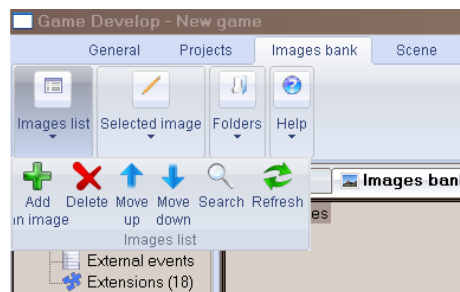 Game Develop - New game
General Projects Images bank Scene
Images list Selected image Folders Help
Add Delete Move Move Search Refresh
image up down
Images list
Images ban
es
External events
Extensions (18)